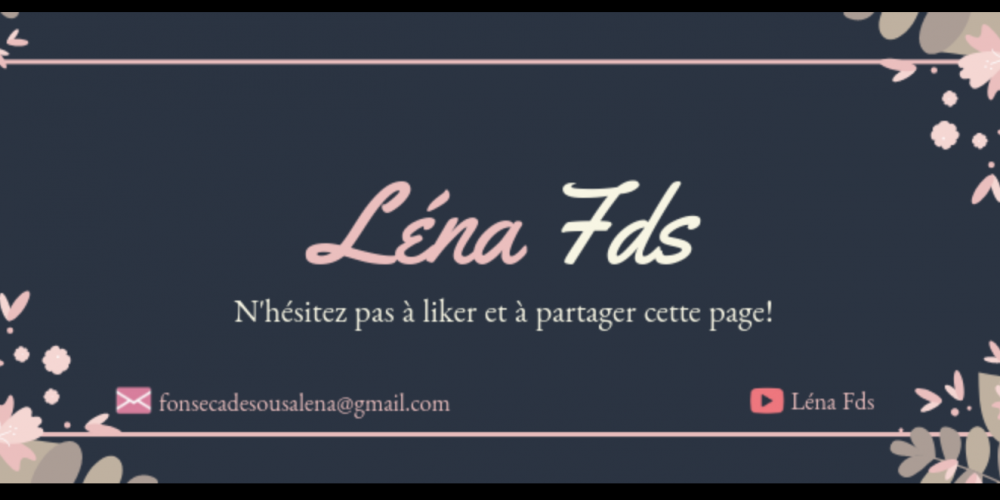 Léna Fds
N'hésitez pas à liker et à partager cette page!
fonsecadesousalena@gmail.com
Léna Fds